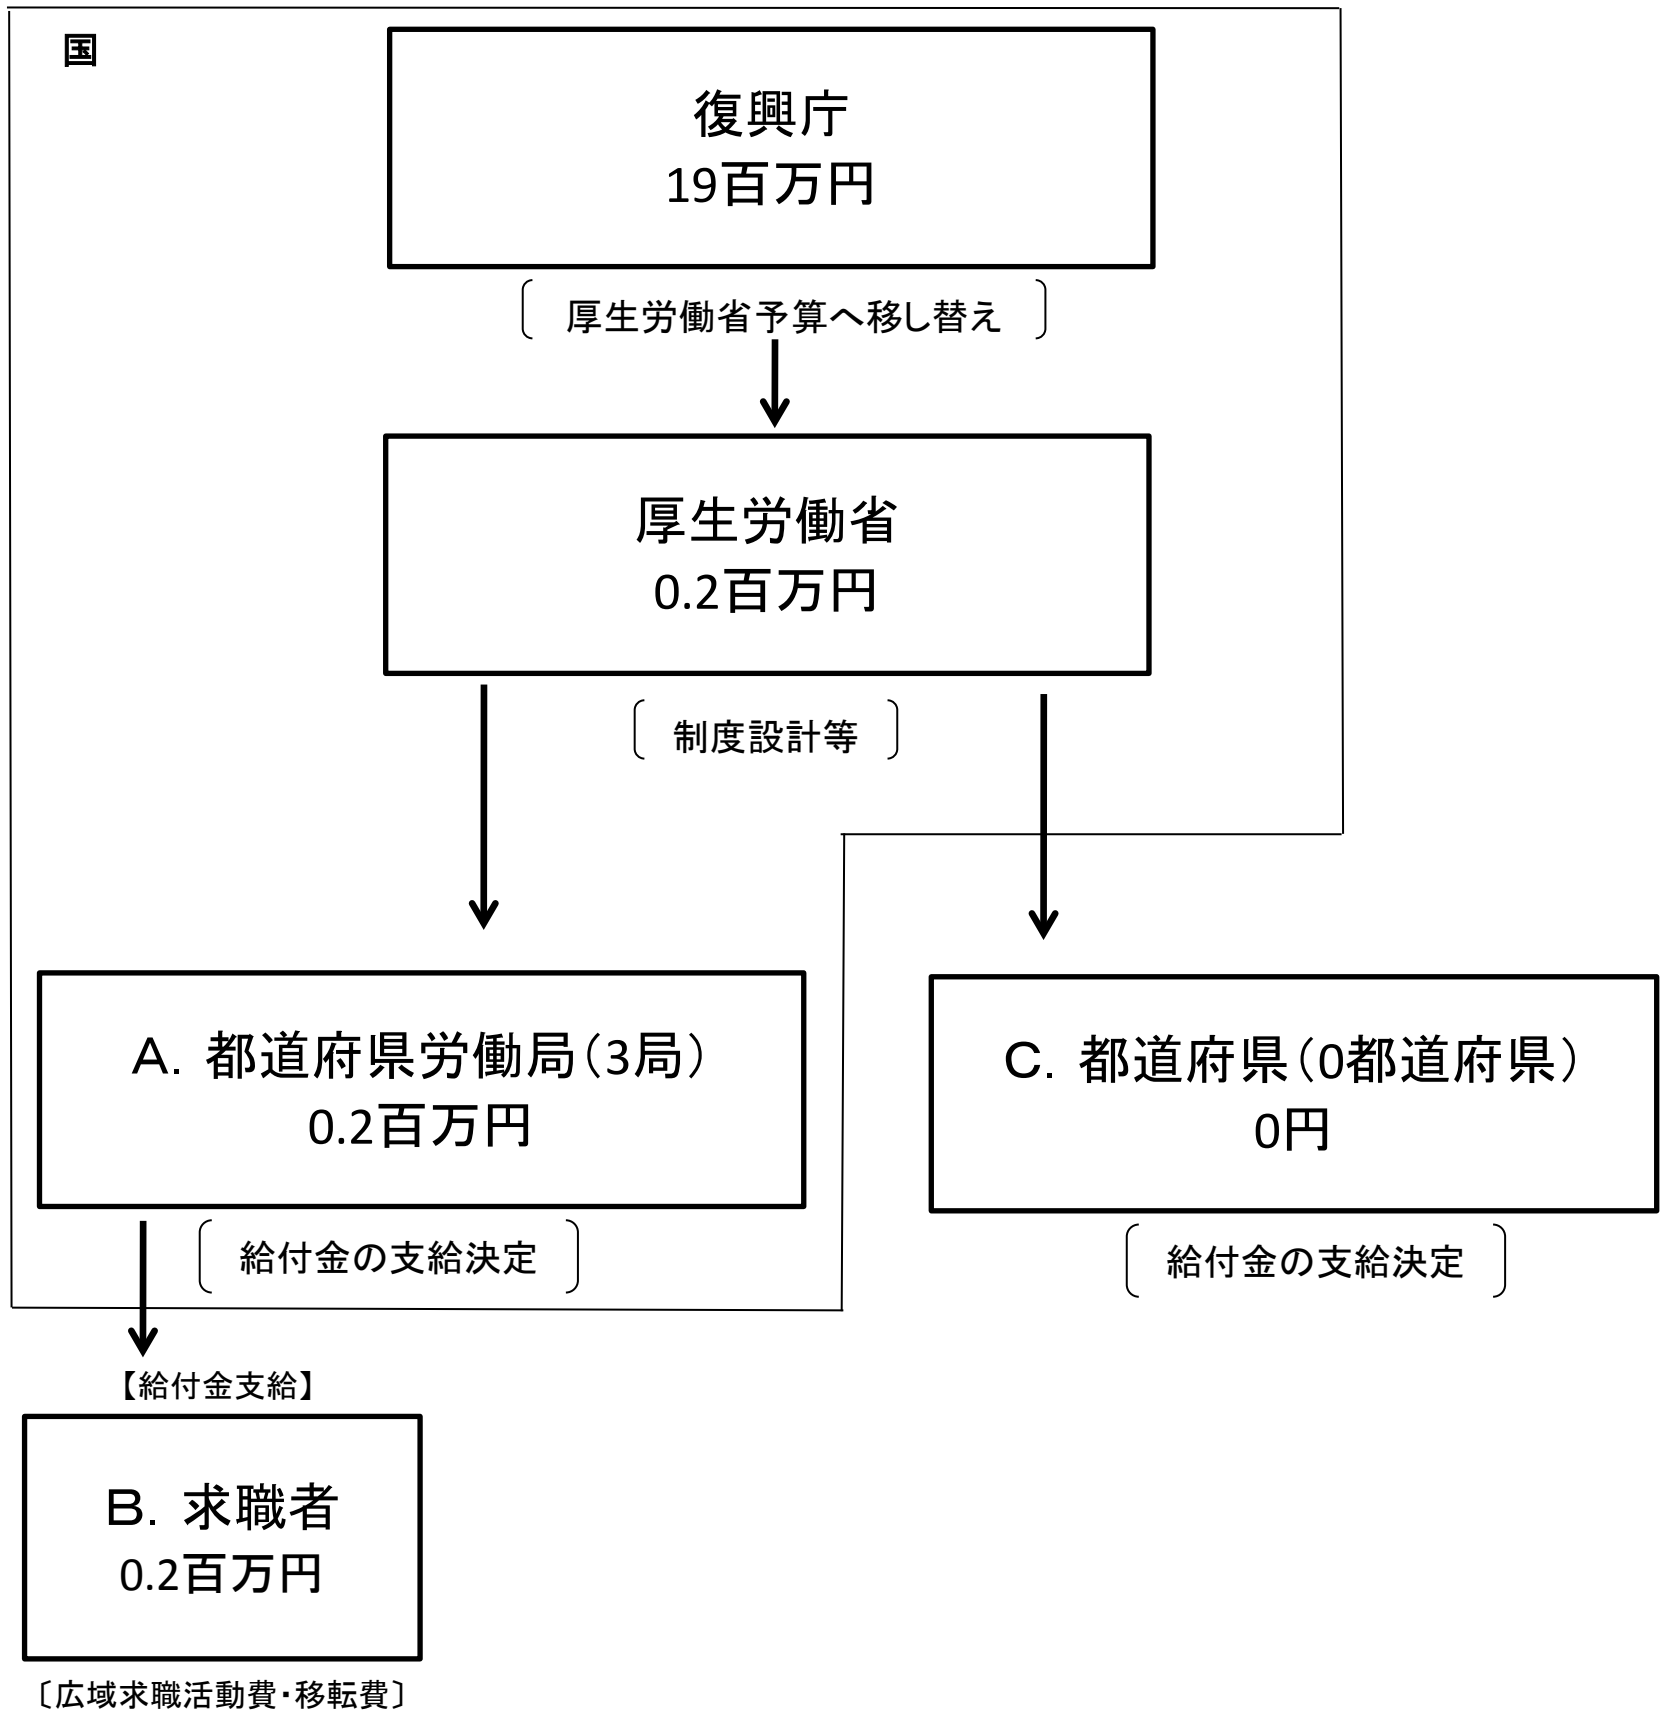 国
復興庁
19百万円
厚生労働省予算へ移し替え
厚生労働省
0.2百万円
制度設計等
A. 都道府県労働局(3局)
0.2百万円
C. 都道府県(0都道府県)
0円
給付金の支給決定
給付金の支給決定
【給付金支給】
B. 求職者
0.2百万円
〔広域求職活動費・移転費〕